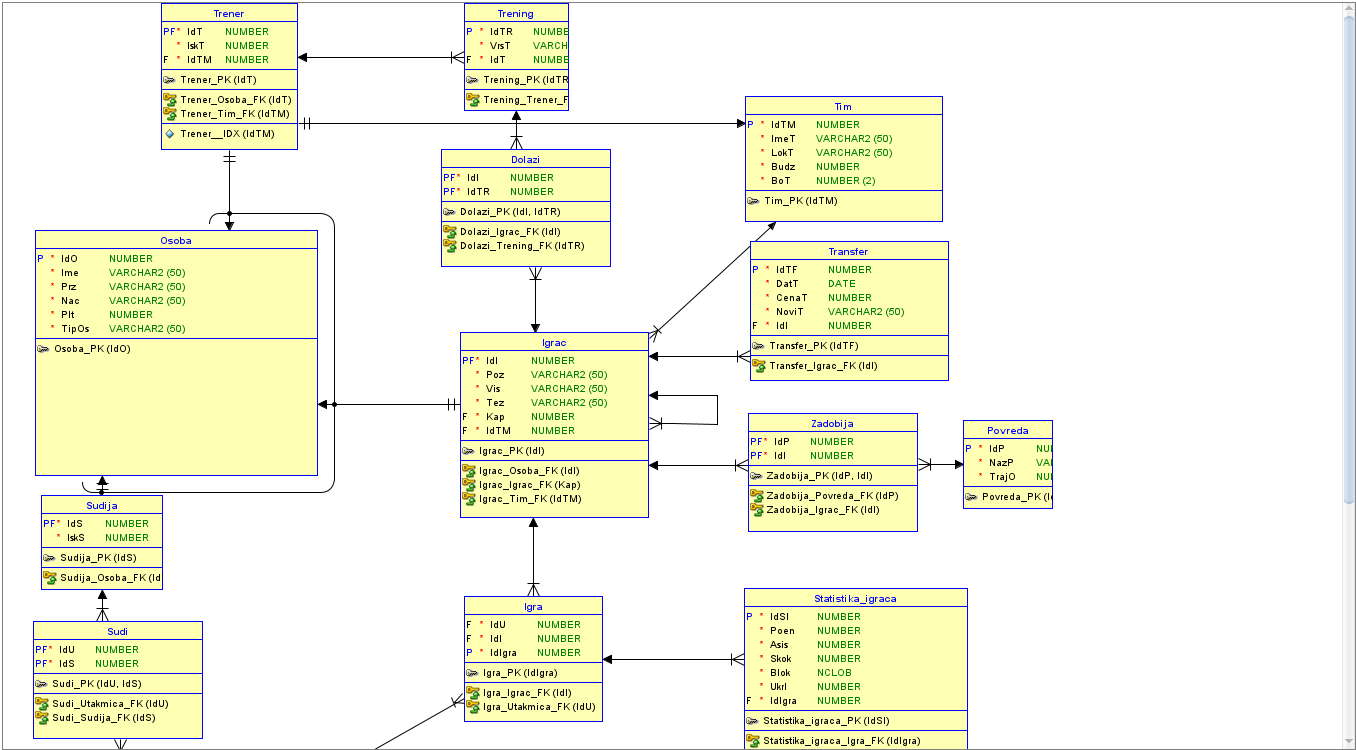 Trener
PF* IdT NUMBER
* IskT NUMBER
F * IdTM NUMBER
Trener_PK (IdT)
Trener_Osoba_FK (IdT)
Trener_Tim_FK (IdTM)
Trener__IDX (IdTM)
Trening
P * IdTR NUMBE
* VrsT VARCH
F * IdT NUMBE
Trening_PK (IdTR
Trening_Trener_F
Tim
P * IdTM NUMBER
* ImeT VARCHAR2 (50)
* LokT VARCHAR2 (50)
* Budz NUMBER
* BoT NUMBER (2)
Tim_PK (IdTM)
Dolazi
PF* IdI NUMBER
PF* IdTR NUMBER
Dolazi_PK (IdI, IdTR)
Dolazi_Igrac_FK (IdI)
Dolazi_Trening_FK (IdTR)
Osoba
P * IdO NUMBER
* Ime VARCHAR2 (50)
* Prz VARCHAR2 (50)
* Nac VARCHAR2 (50)
* Plt NUMBER
* TipOs VARCHAR2 (50)
Osoba_PK (IdO)
Transfer
P * IdTF NUMBER
* DatT DATE
* CenaT NUMBER
* NoviT VARCHAR2 (50)
F * IdI NUMBER
Transfer_PK (IdTF)
Transfer_Igrac_FK (IdI)
Igrac
PF* IdI NUMBER
* Poz VARCHAR2 (50)
* Vis VARCHAR2 (50)
* Tez VARCHAR2 (50)
F * Kap NUMBER
F * IdTM NUMBER
Igrac_PK (IdI)
Igrac_Osoba_FK (IdI)
Igrac_Igrac_FK (Kap)
Igrac_Tim_FK (IdTM)
Zadobija
PF* IdP NUMBER
PF* IdI NUMBER
Zadobija_PK (IdP, IdI)
Zadobija_Povreda_FK (IdP)
Zadobija_Igrac_FK (IdI)
Povreda
P * IdP NU
* NazP VA
* TrajO NU
Povreda_PK (I
Sudija
PF* IdS NUMBER
* IskS NUMBER
Sudija_PK (IdS)
Sudija_Osoba_FK (Id
Sudi
PF* IdU NUMBER
PF* IdS NUMBER
Sudi_PK (IdU, IdS)
Sudi_Utakmica_FK (IdU)
Sudi_Sudija_FK (IdS)
Igra
F * IdU NUMBER
F * IdI NUMBER
P * IdIgra NUMBER
Igra_PK (IdIgra)
Igra_Igrac_FK (IdI)
Igra_Utakmica_FK (IdU)
Statistika_igraca
P * IdSI NUMBER
* Poen NUMBER
* Asis NUMBER
* Skok NUMBER
* Blok NCLOB
* Ukrl NUMBER
F * IdIgra NUMBER
Statistika_igraca_PK (IdSI)
Statistika_igraca_Igra_FK (IdIgra)